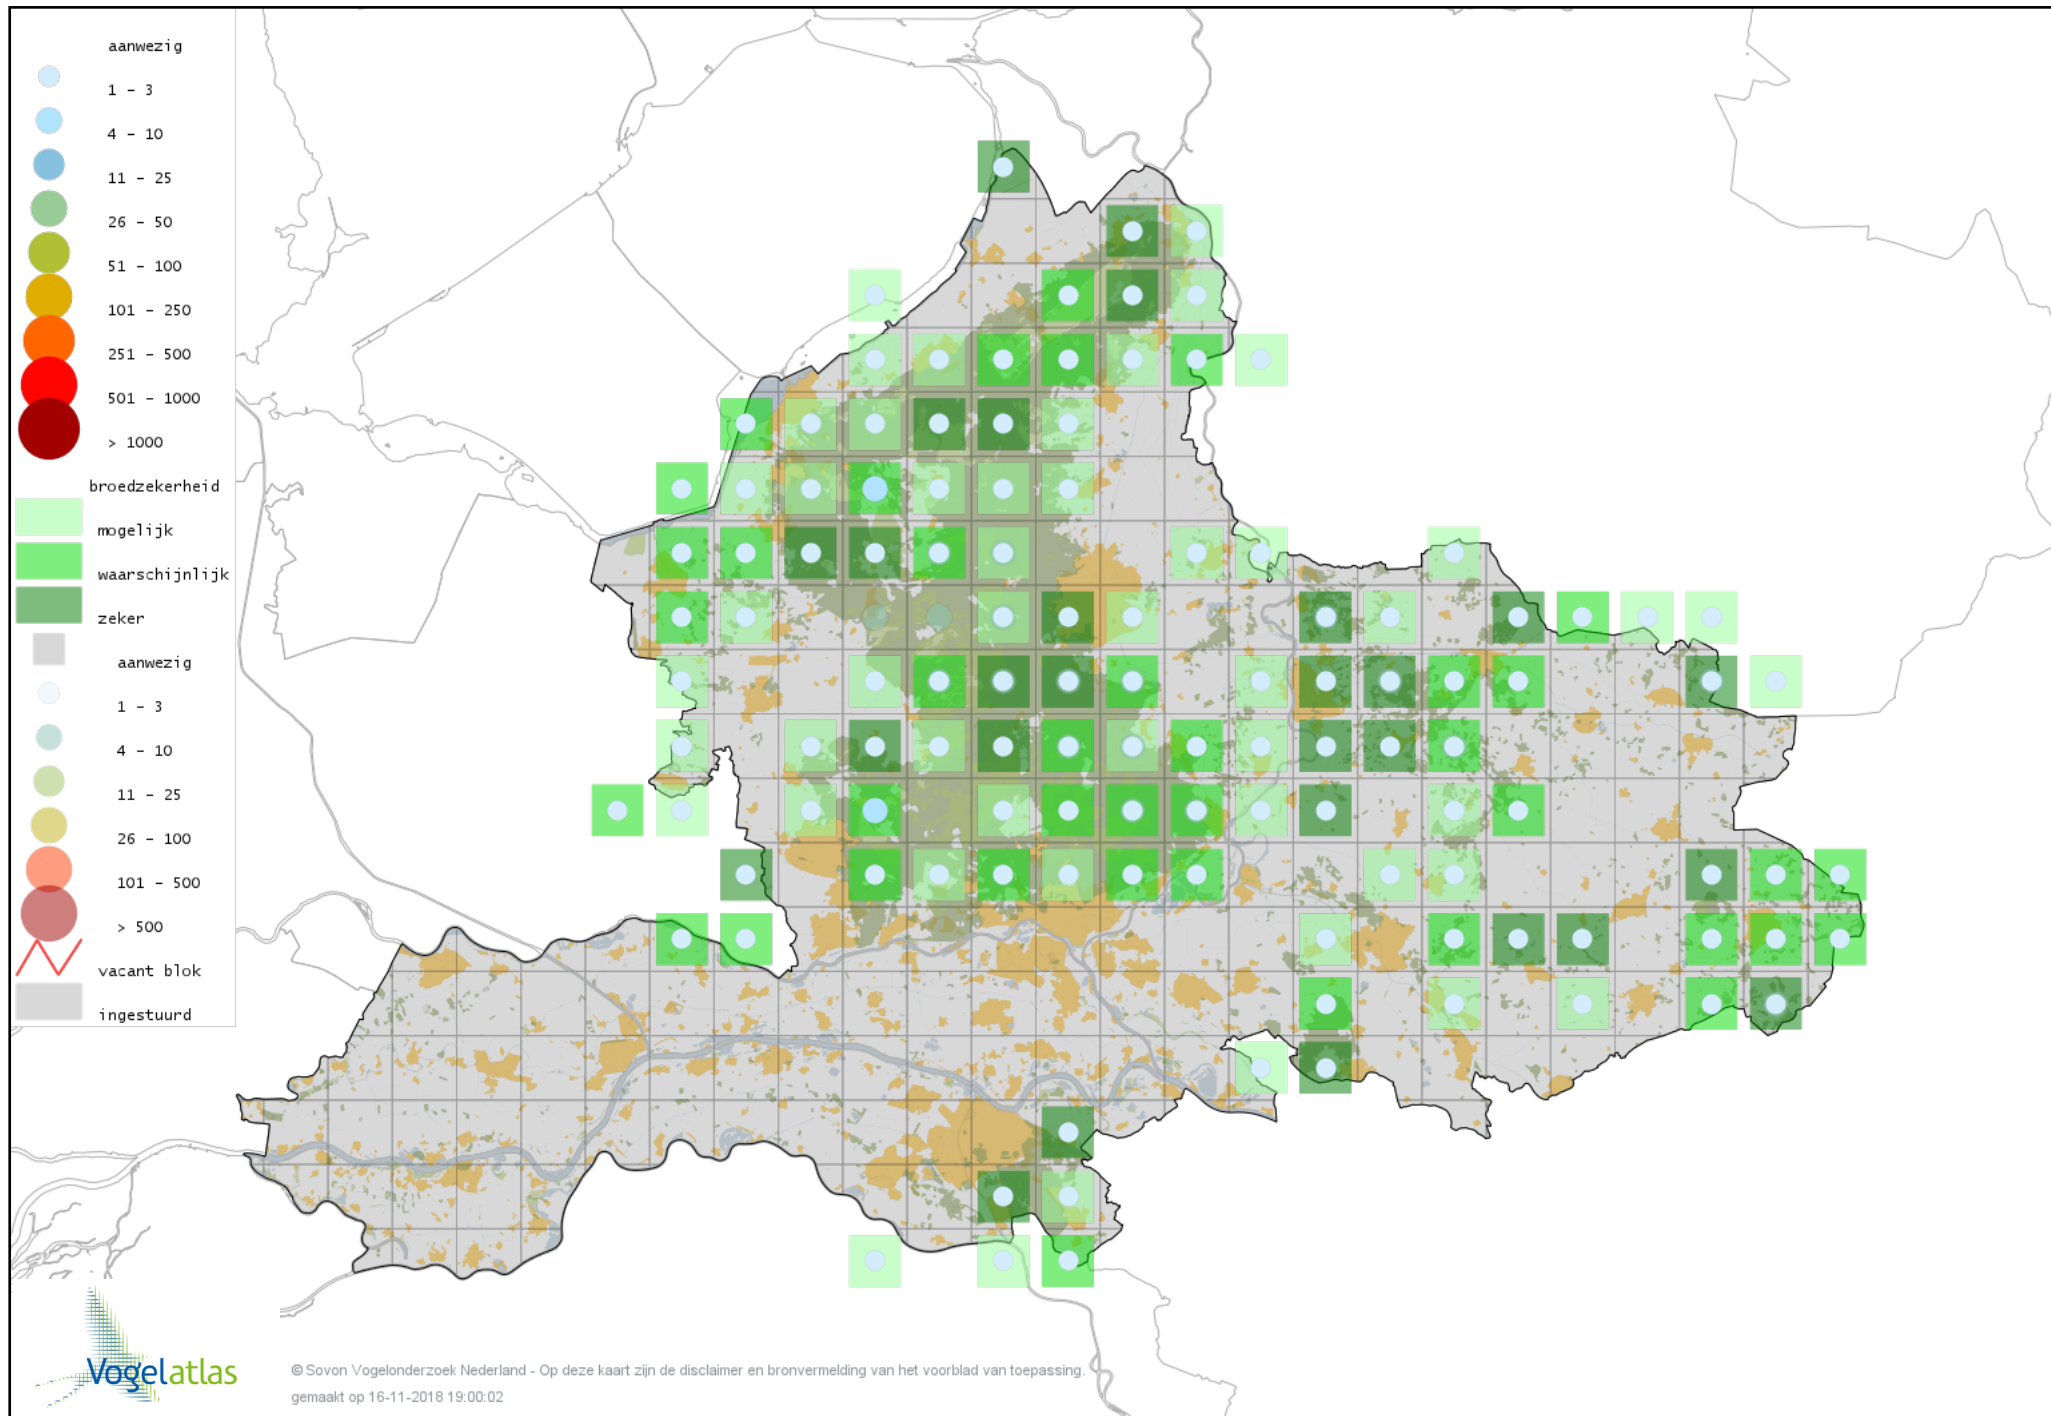 aanwezig
1 - 3
4 - 10
11 - 25
26 - 50
51 - 100
101 - 250
251 - 500
501 - 1000
> 1000
broedzekerheid
mogelijk
waarschijnlijk
zeker
aanwezig
1 - 3
4 - 10
11 - 25
26 - 100
101 - 500
> 500
vacant blok
ingestuurd
Vogelatlas
© Sovon Vogelonderzoek Nederland - Op deze kaart zijn de disclaimer en bronvermelding van het voorblad van toepassing.
gemaakt op 16-11-2018 19:00:02